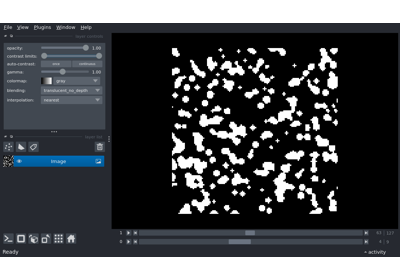 File View Plugins Window Help
opacity: 1.00
contrast limits:
auto-contrast: once continuous
gamma: 1.00
colormap: gray
blending: translucent_no_depth
interpolation: nearest
Image
1
0
Ready
activity